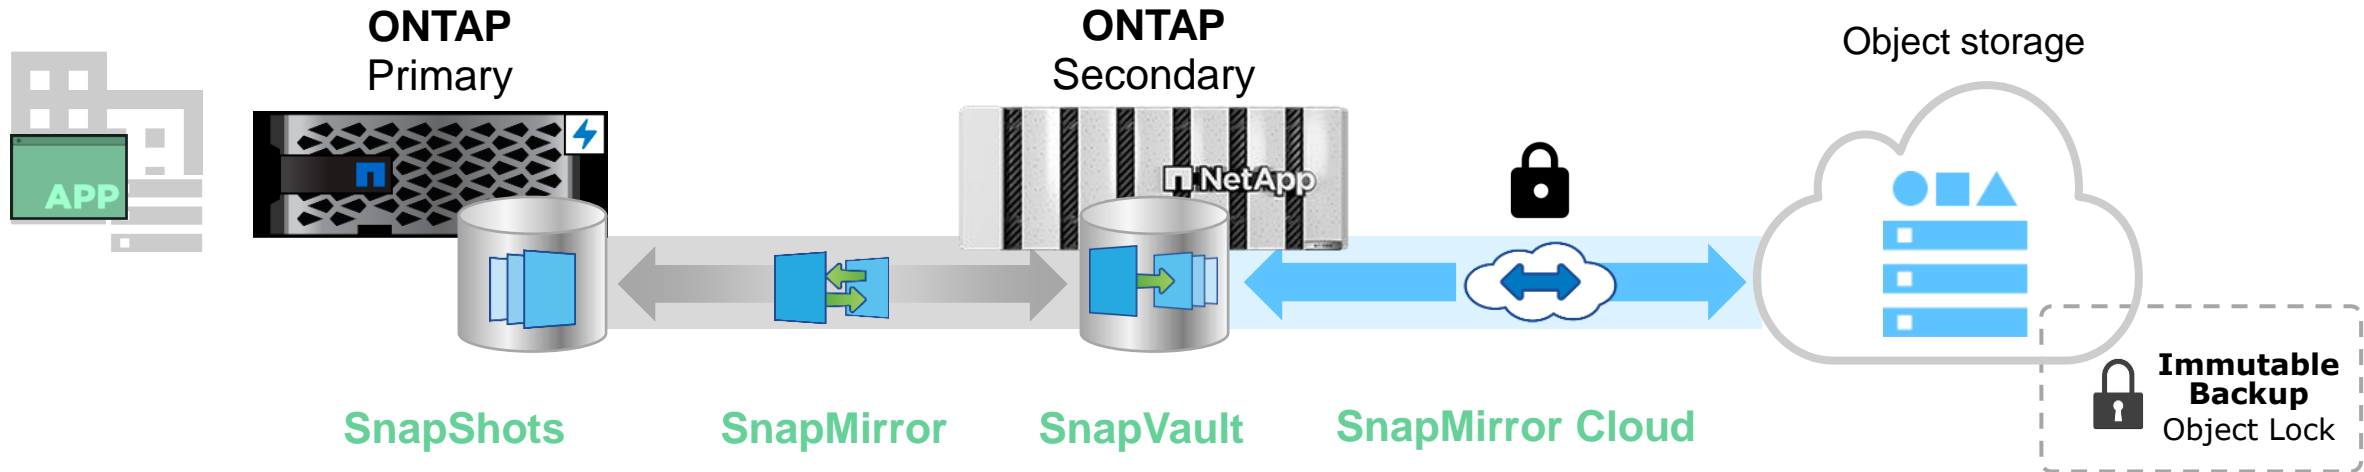 ONTAP
Primary
ONTAP
Secondary
Object storage
APP
NetApp
SnapShots
SnapMirror
SnapVault
SnapMirror Cloud
Immutable
Backup
Object Lock